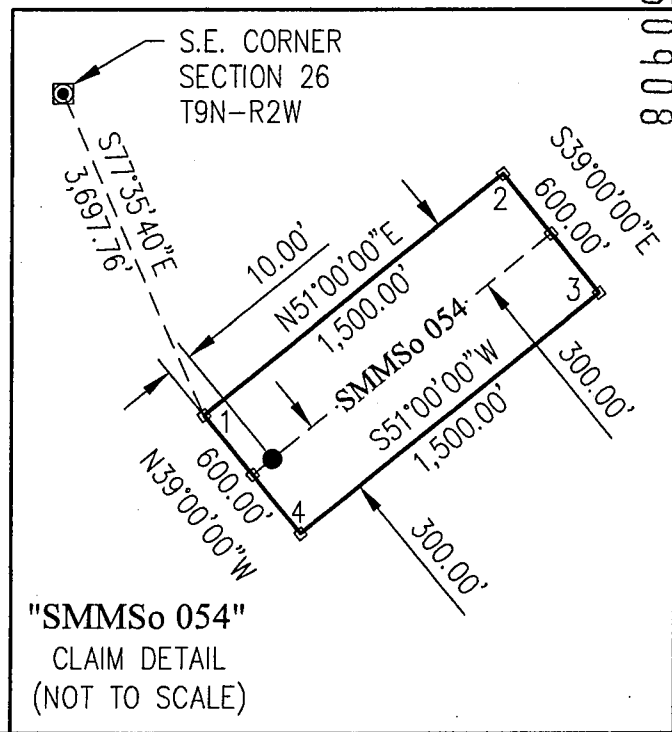 S.E. CORNER
SECTION 26
T9N-R2W
S77°35'40"E
3,697.76'
10.00'
N51°00'00"E
1,500.00'
2
S39°00'00"E
600.00'
3
SMMSo 054
S51°00'00"W
1,500.00'
300.00'
1
600.00'
N39°00'00"W
4
300.00'
"SMMSo 054"
CLAIM DETAIL
(NOT TO SCALE)